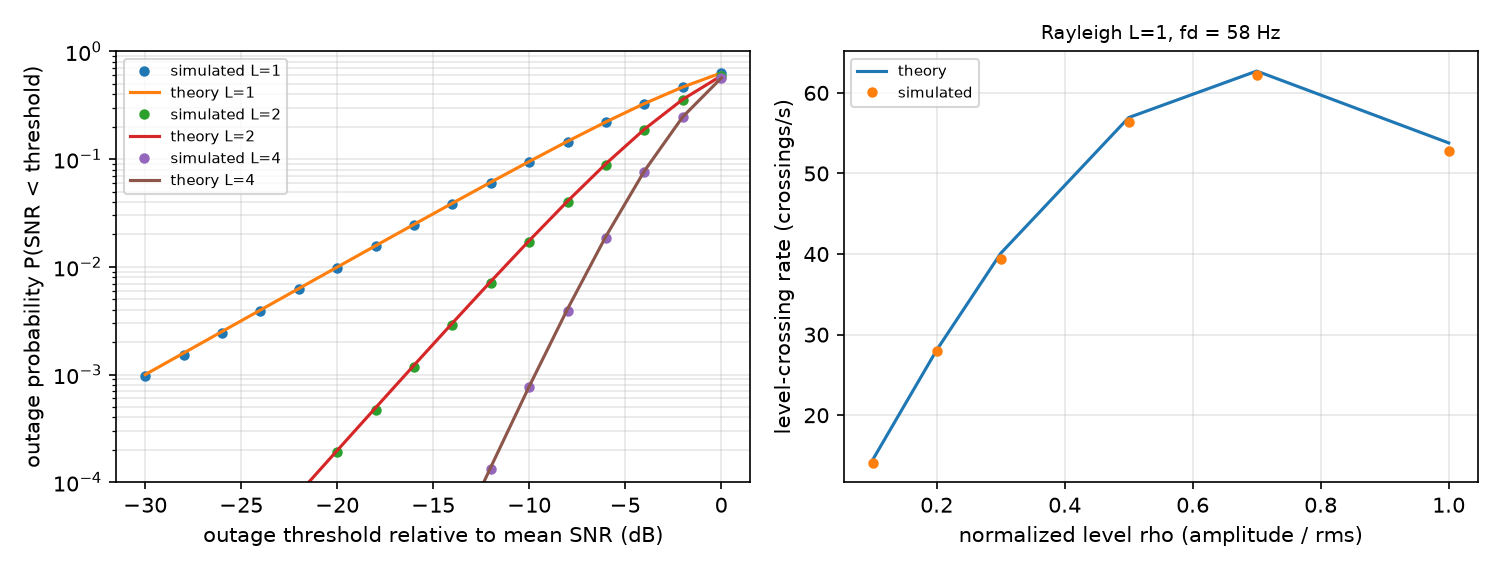 10⁰
10⁻¹
10⁻²
10⁻³
10⁻⁴
outage probability P(SNR < threshold)
simulated L=1
theory L=1
simulated L=2
theory L=2
simulated L=4
theory L=4
−30
−25
−20
−15
−10
−5
0
outage threshold relative to mean SNR (dB)
Rayleigh L=1, fd = 58 Hz
60
50
40
30
20
level-crossing rate (crossings/s)
theory
simulated
0.2
0.4
0.6
0.8
1.0
normalized level rho (amplitude / rms)